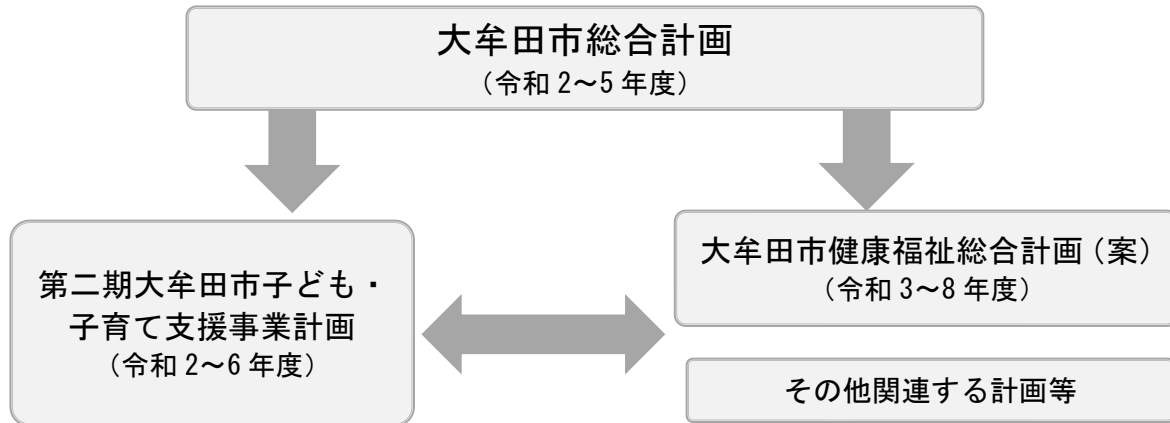 大牟田市総合計画
（令和 2～5 年度）
第二期大牟田市子ども・
子育て支援事業計画
（令和 2～6 年度）
大牟田市健康福祉総合計画（案）
（令和 3～8 年度）
その他関連する計画等